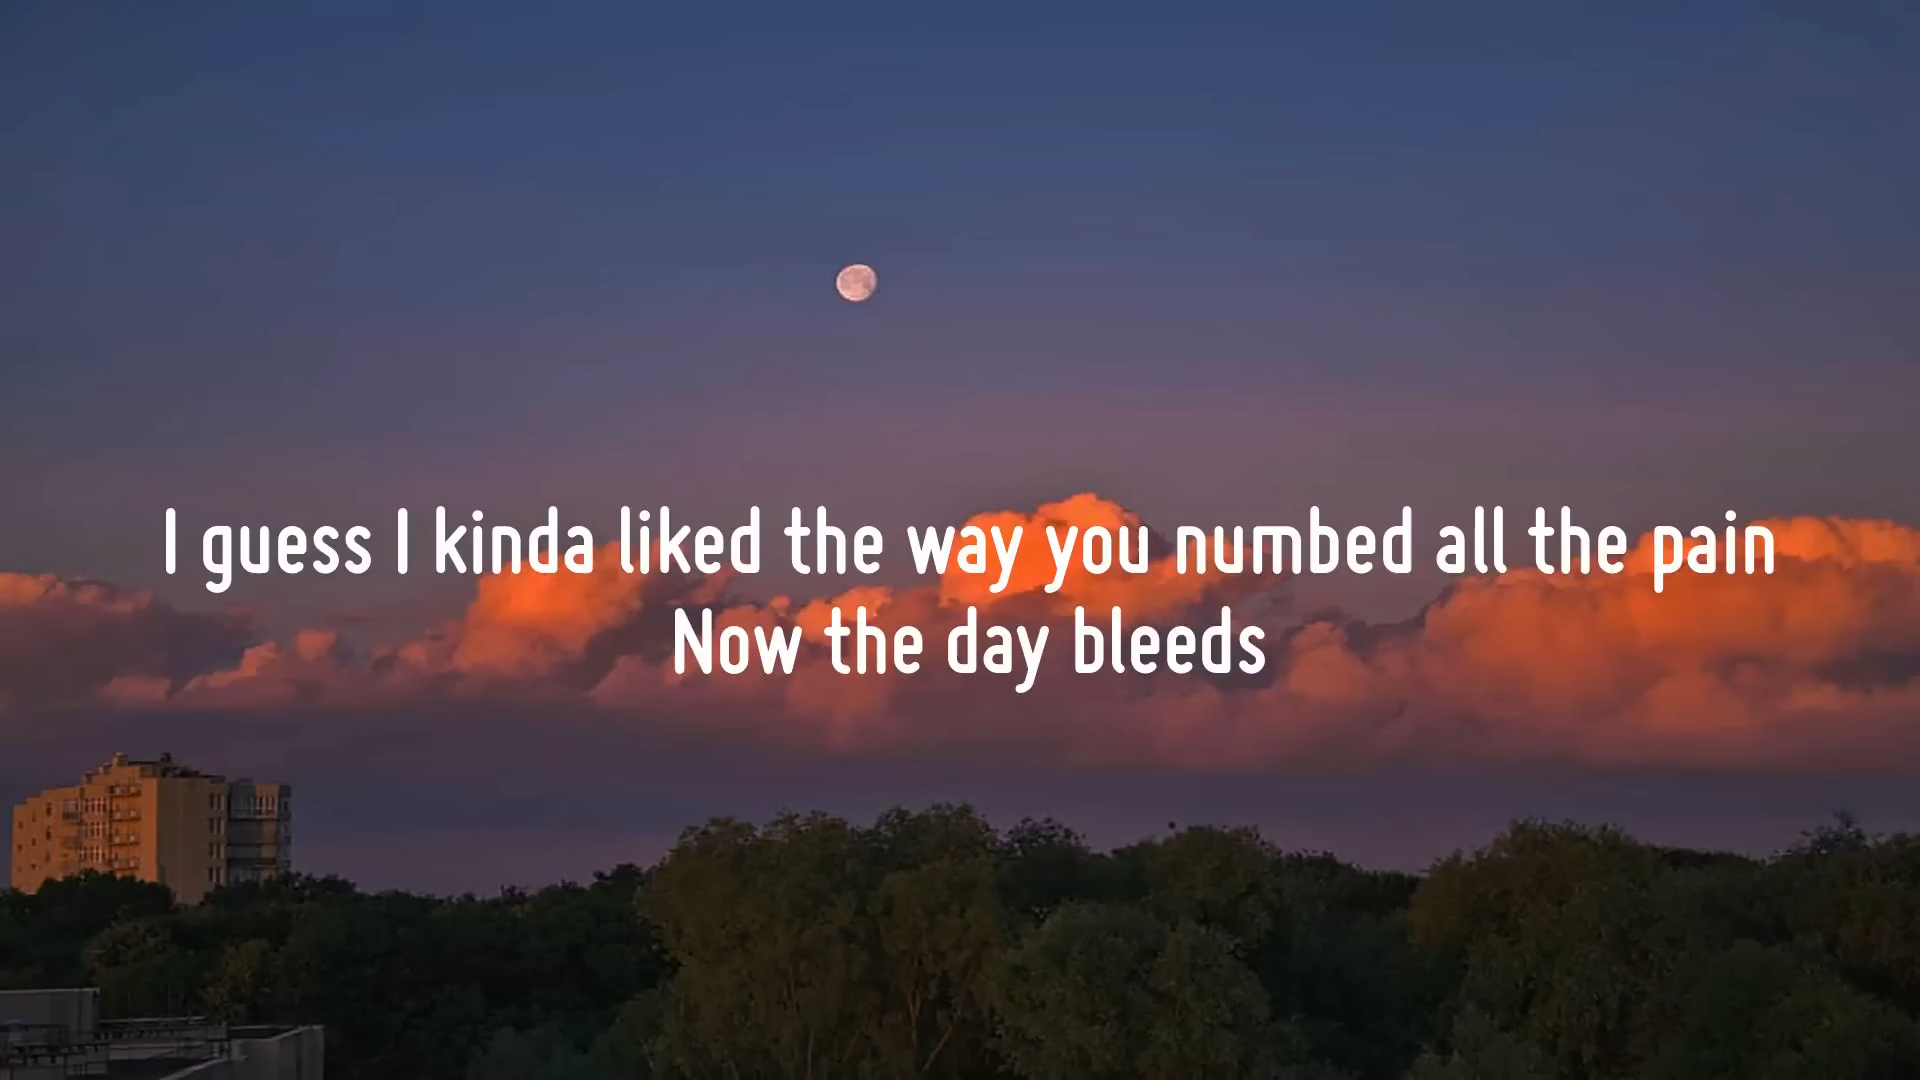 I guess I kinda liked the way you numbed all the pain
Now the day bleeds